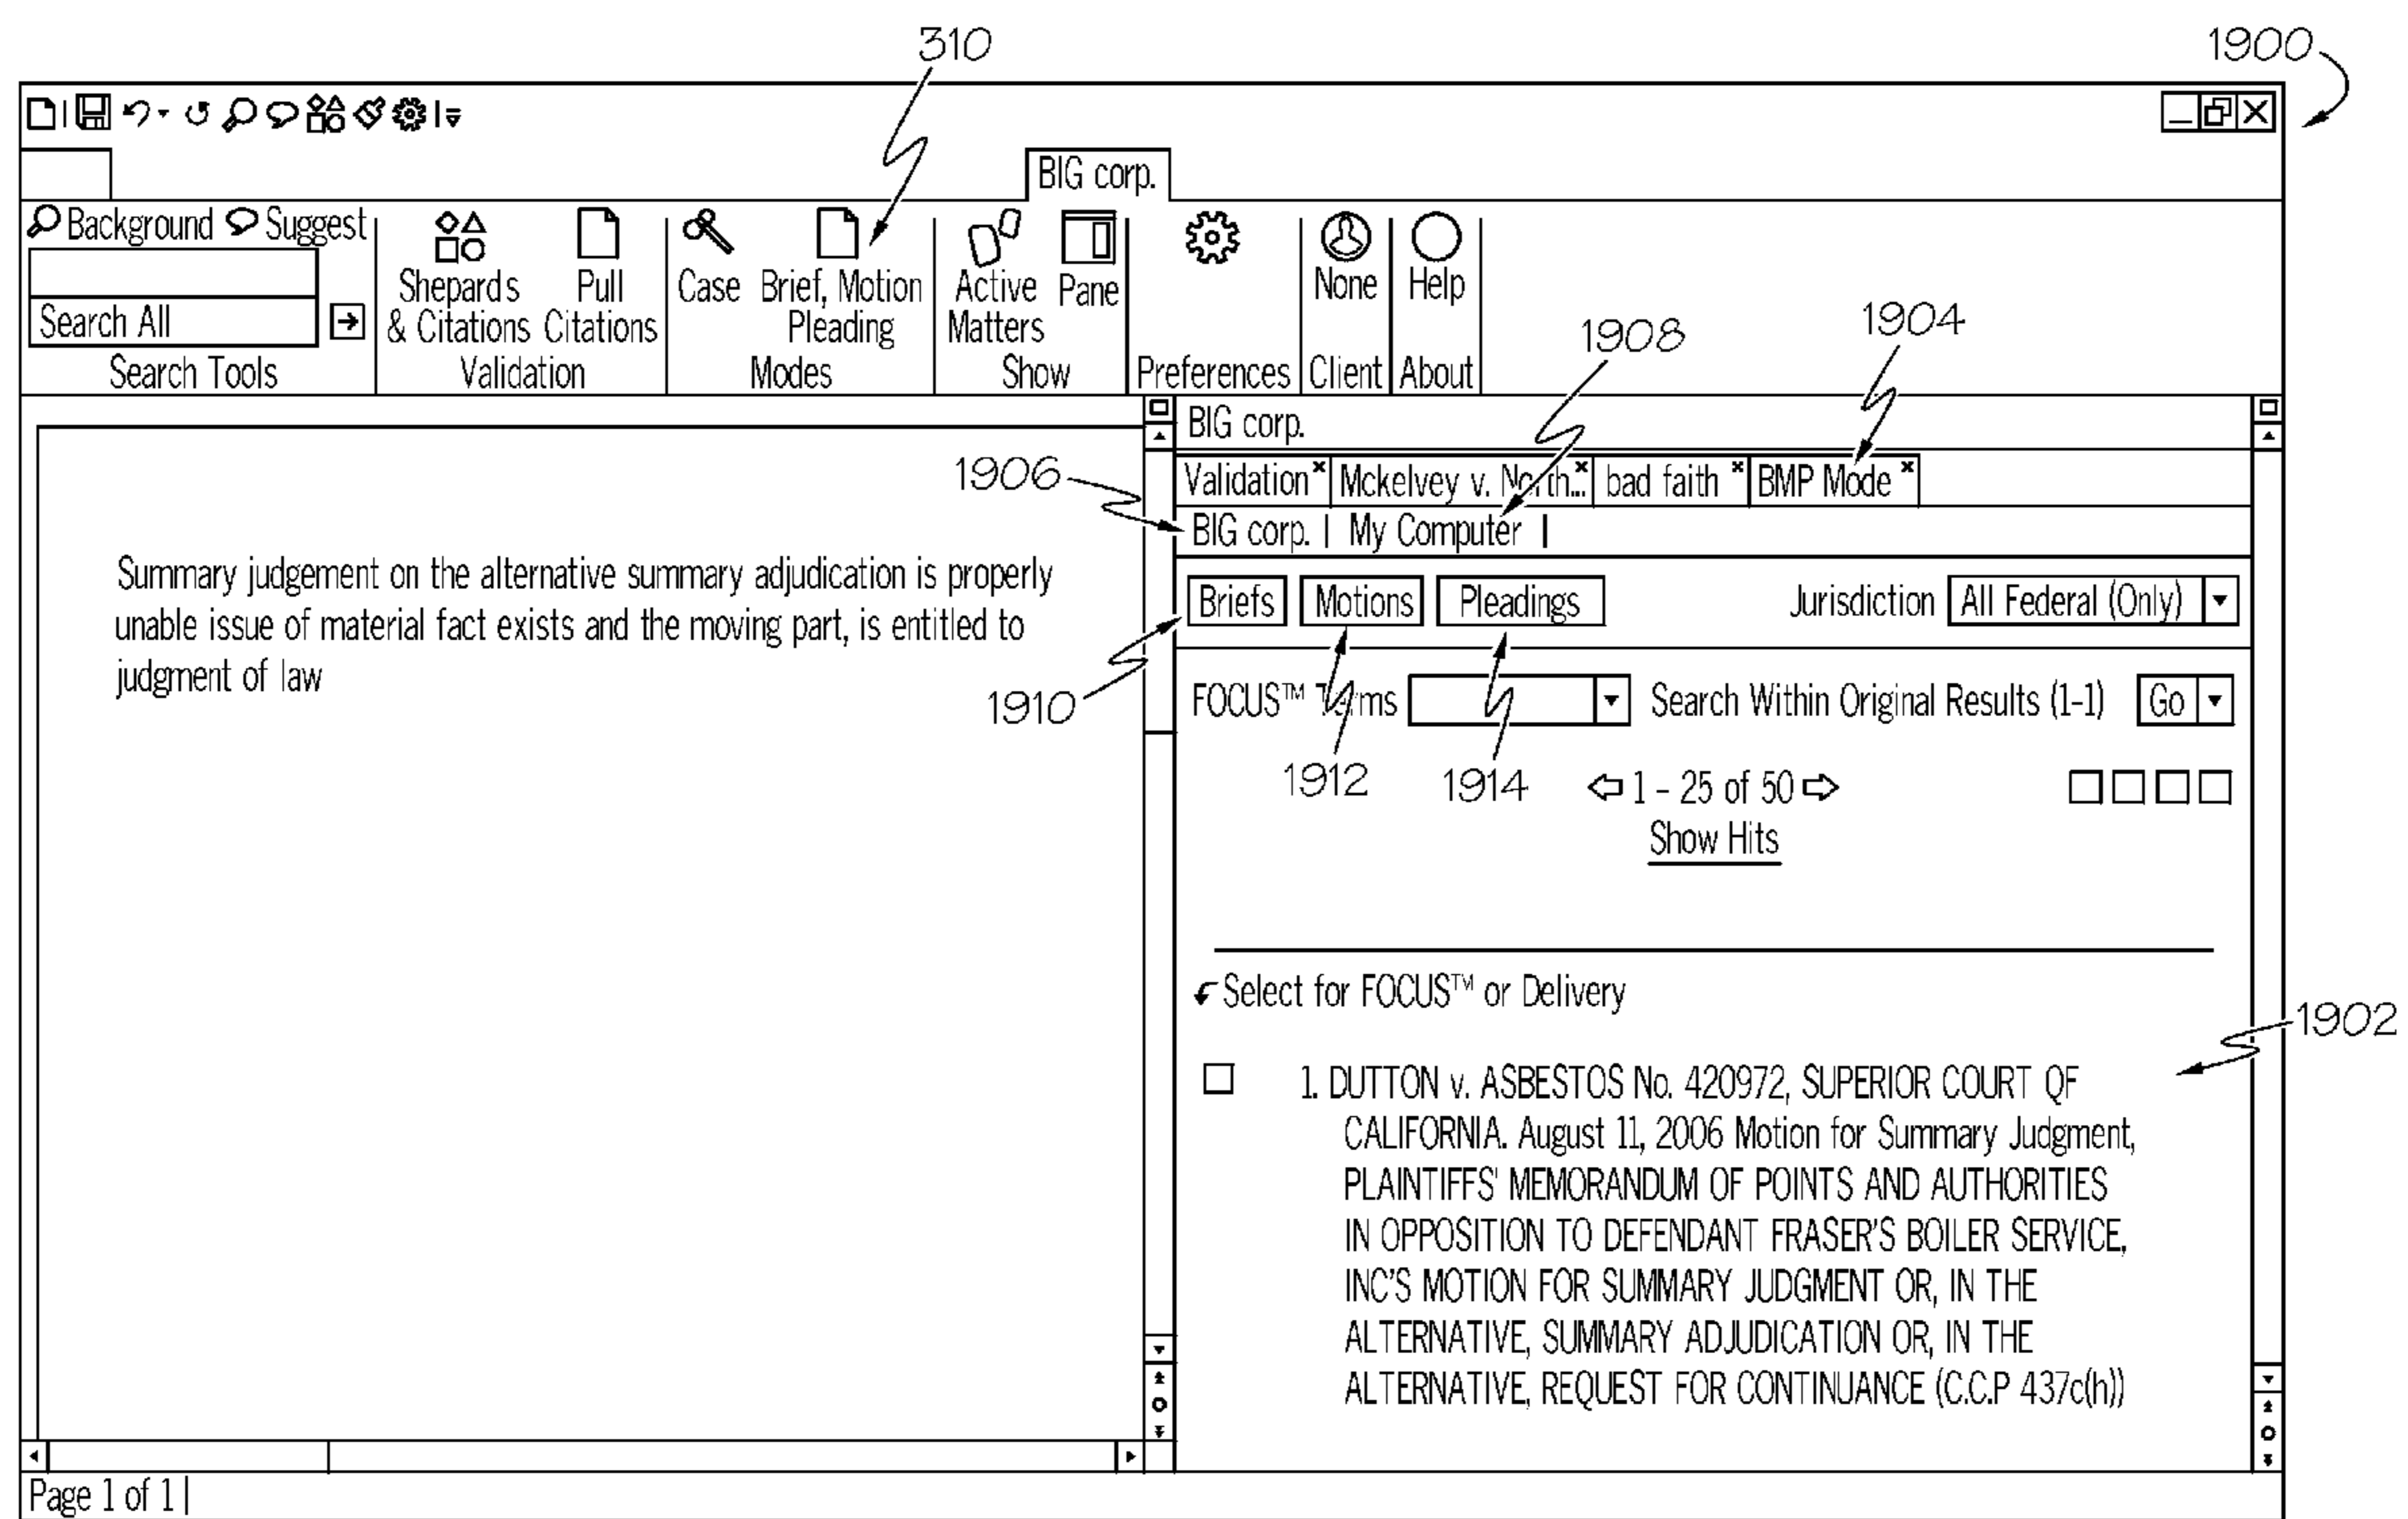 310
1900
BIG corp.
Background Suggest
Search All
Search Tools
Shepards & Citations
Pull Citations
Validation
Case
Brief, Motion Pleading
Modes
Active Matters
Pane
Show
Preferences
None
Client
Help
About
1908
1904
BIG corp.
1906
Validation x Mckelvey v. North... x bad faith x BMP Mode x
BIG corp. | My Computer |
Summary judgement on the alternative summary adjudication is properly
unable issue of material fact exists and the moving part, is entitled to
judgment of law
Briefs Motions Pleadings Jurisdiction All Federal (Only)
1910
FOCUS™ Terms Search Within Original Results (1-1) Go
1912
1914
1 - 25 of 50
Show Hits
Select for FOCUS™ or Delivery
1902
1. DUTTON v. ASBESTOS No. 420972, SUPERIOR COURT QF
CALIFORNIA. August 11, 2006 Motion for Summary Judgment,
PLAINTIFFS' MEMORANDUM OF POINTS AND AUTHORITIES
IN OPPOSITION TO DEFENDANT FRASER'S BOILER SERVICE,
INC'S MOTION FOR SUMMARY JUDGMENT OR, IN THE
ALTERNATIVE, SUMMARY ADJUDICATION OR, IN THE
ALTERNATIVE, REQUEST FOR CONTINUANCE (C.C.P 437c(h))
Page 1 of 1